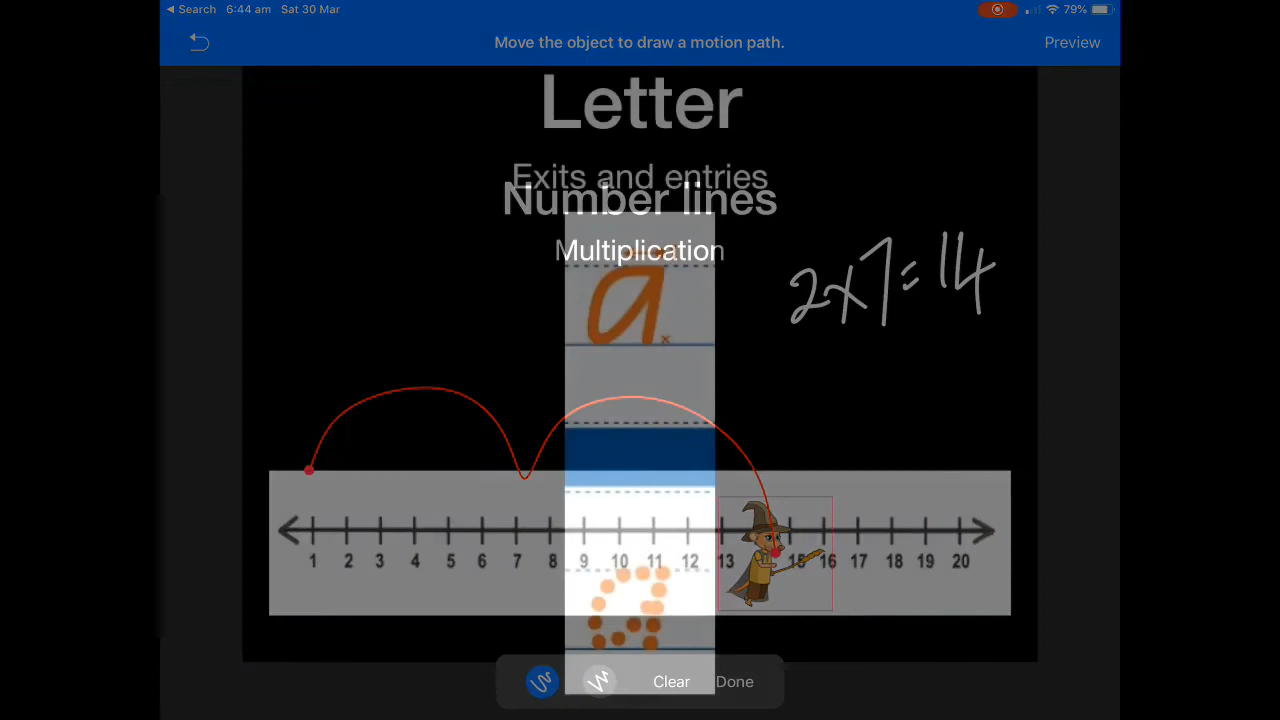 Search 6:44 am Sat 30 Mar 79%
Move the object to draw a motion path. Preview
Letter
Exits and entries
Number lines
Multiplication
a
2x7=14
1 2 3 4 5 6 7 8 9 10 11 12 13 15 16 17 18 19 20
a
Clear Done